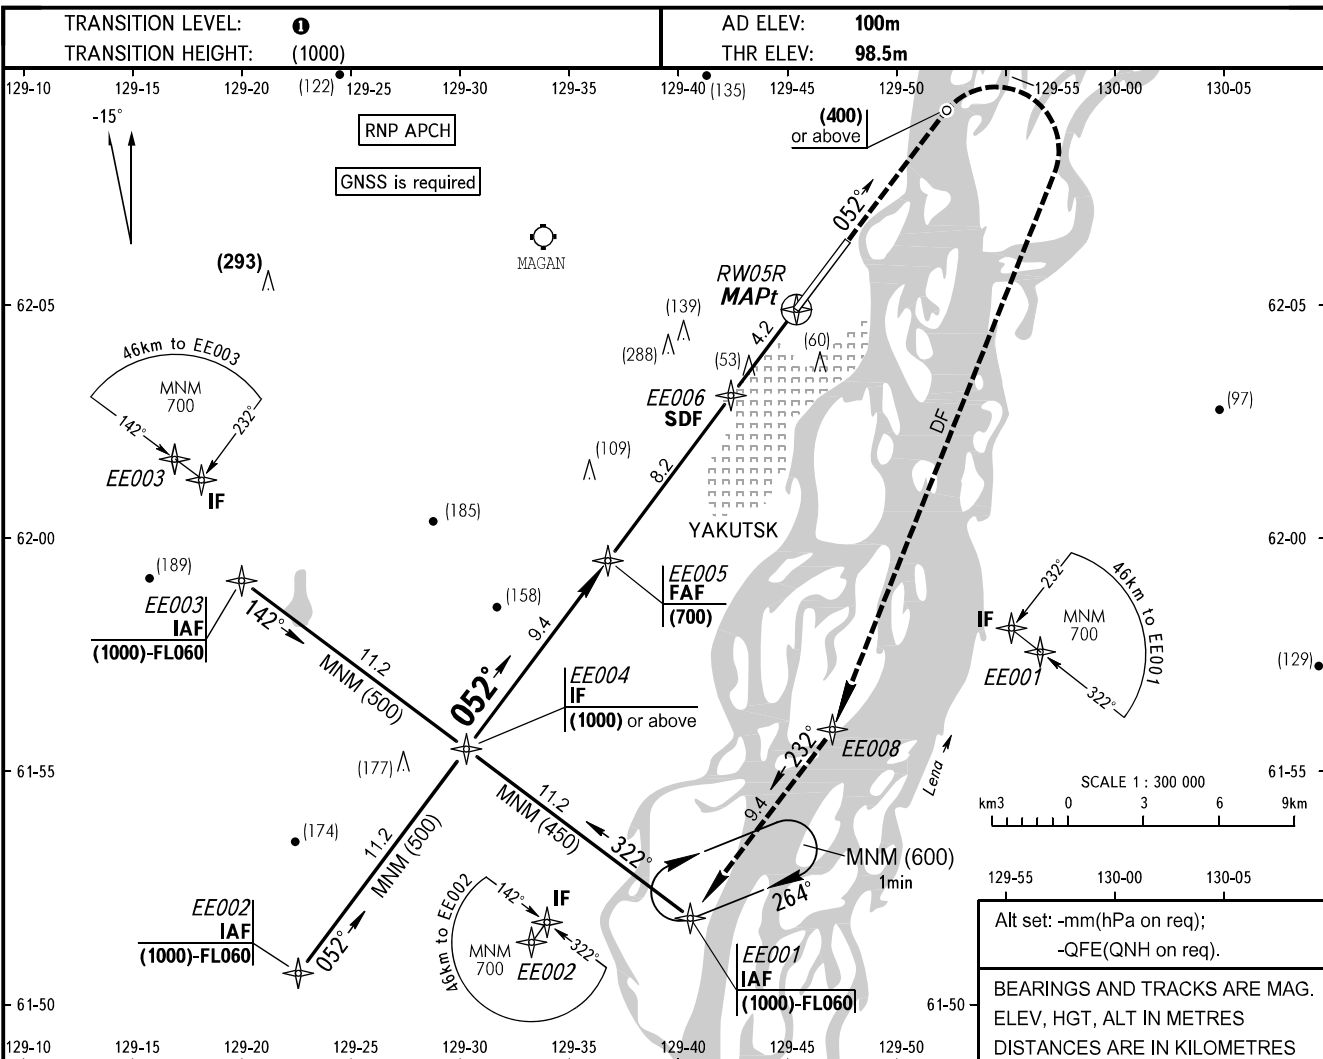 TRANSITION LEVEL: ❶
TRANSITION HEIGHT: (1000)
AD ELEV: 100m
THR ELEV: 98.5m
129-10 129-15 129-20 129-25 129-30 129-35 129-40 129-45 129-50 129-55 130-00 130-05
(122)
(135)
-15°
RNP APCH
GNSS is required
(400)
or above
052°
MAGAN
(293)
RW05R
MAPt
62-05
62-05
(139)
(288)
4.2
(53)
(60)
46km to EE003
MNM
700
142°
232°
EE003
IF
EE006
SDF
(97)
DF
(109)
8.2
(185)
YAKUTSK
62-00
62-00
(189)
EE003
IAF
(1000)-FL060
142°
11.2
MNM (500)
(158)
9.4
EE005
FAF
(700)
052°
EE004
IF
(1000) or above
232°
46km to EE001
MNM
700
IF
EE001
322°
(129)
(177)
EE008
232°
9.4
Lena
61-55
61-55
SCALE 1 : 300 000
km3 0 3 6 9km
11.2
MNM (450)
322°
(174)
11.2
MNM (500)
052°
MNM (600)
1min
264°
129-55 130-00 130-05
EE002
IAF
(1000)-FL060
46km to EE002
142°
IF
MNM
700
322°
EE002
EE001
IAF
(1000)-FL060
Alt set: -mm(hPa on req);
-QFE(QNH on req).
BEARINGS AND TRACKS ARE MAG.
ELEV, HGT, ALT IN METRES
DISTANCES ARE IN KILOMETRES
61-50
61-50
129-10 129-15 129-20 129-25 129-30 129-35 129-40 129-45 129-50